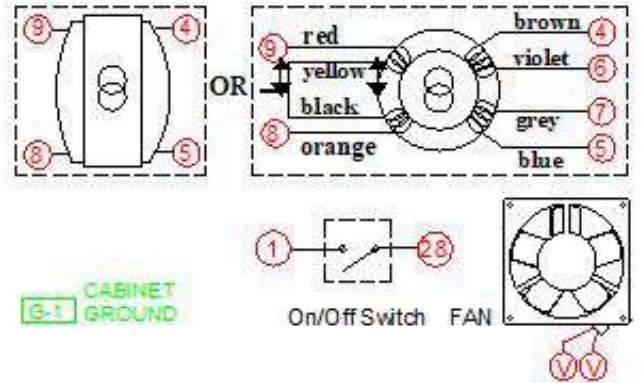 9
4
8
5
OR
9
red
brown
4
yellow
violet
6
black
7
grey
8
orange
blue
5
1
28
CABINET
G-1 GROUND
On/Off Switch FAN
V V